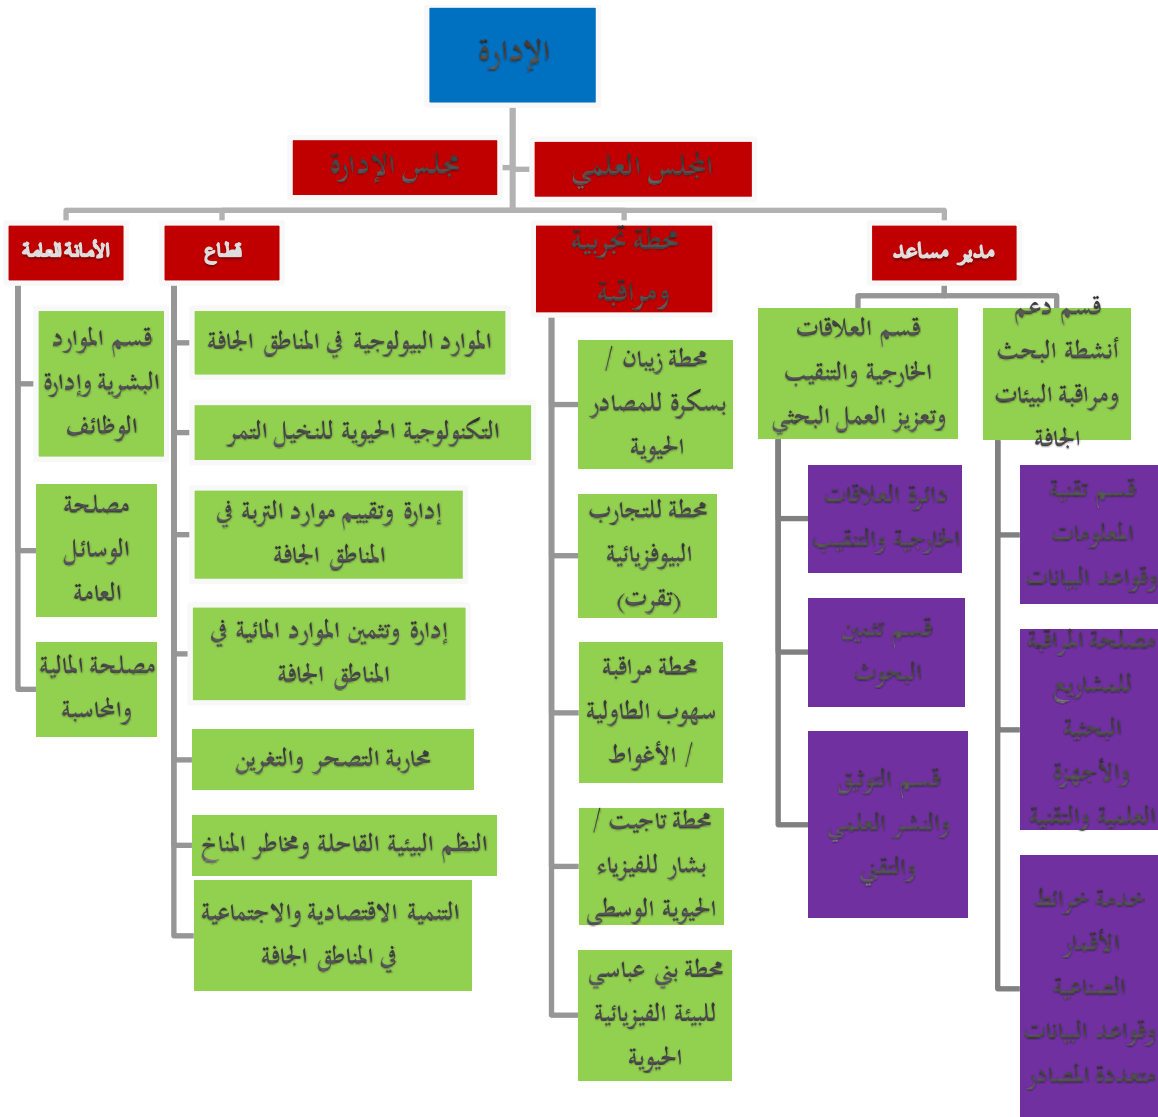 الإدارة
المجلس العلمي
مجلس الإدارة
مدير مساعد
محطة تجريبية
ومراقبة
قطاع
الأمانة العامة
قسم دعم
أنشطة البحث
ومراقبة البيئات
الجافة
قسم تقنية
المعلومات
وقواعد البيانات
مصلحة المراقبة
للمشاريع
البحثية
والأجهزة
العلمية والتقنية
خدمة خرائط
الأقمار
الصناعية
وقواعد البيانات
متعددة المصادر
قسم العلاقات
الخارجية والتنقيب
وتعزيز العمل البحثي
دائرة العلاقات
الخارجية والتنقيب
قسم تثمين
البحوث
قسم التوثيق
والنشر العلمي
والتقني
محطة زيبان /
بسكرة للمصادر
الحيوية
محطة للتجارب
البيوفزيائية
(تقرت)
محطة مراقبة
سهوب الطاولية
/ الأغواط
محطة تاجيت /
بشار للفيزياء
الحيوية الوسطى
محطة بني عباسي
للبيئة الفيزيائية
الحيوية
الموارد البيولوجية في المناطق الجافة
التكنولوجية الحيوية للنخيل التمر
إدارة وتقييم موارد التربة في
المناطق الجافة
إدارة وتثمين الموارد المائية في
المناطق الجافة
محاربة التصحر والتغرين
النظم البيئية القاحلة ومخاطر المناخ
التنمية الاقتصادية والاجتماعية
في المناطق الجافة
قسم الموارد
البشرية وإدارة
الوظائف
مصلحة
الوسائل
العامة
مصلحة المالية
والمحاسبة